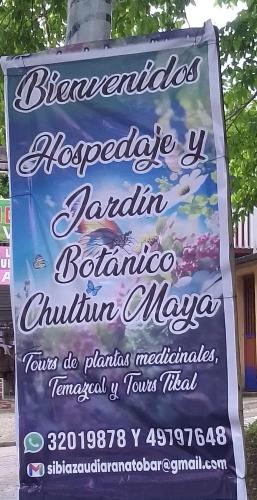 Bienvenidos
Hospedaje y
Jardín
Botánico
Chultun Maya
Tours de plantas medicinales,
Temazcal y Tours Tikal
32019878 Y 49797648
sibiazaudiaranatobar@gmail.com